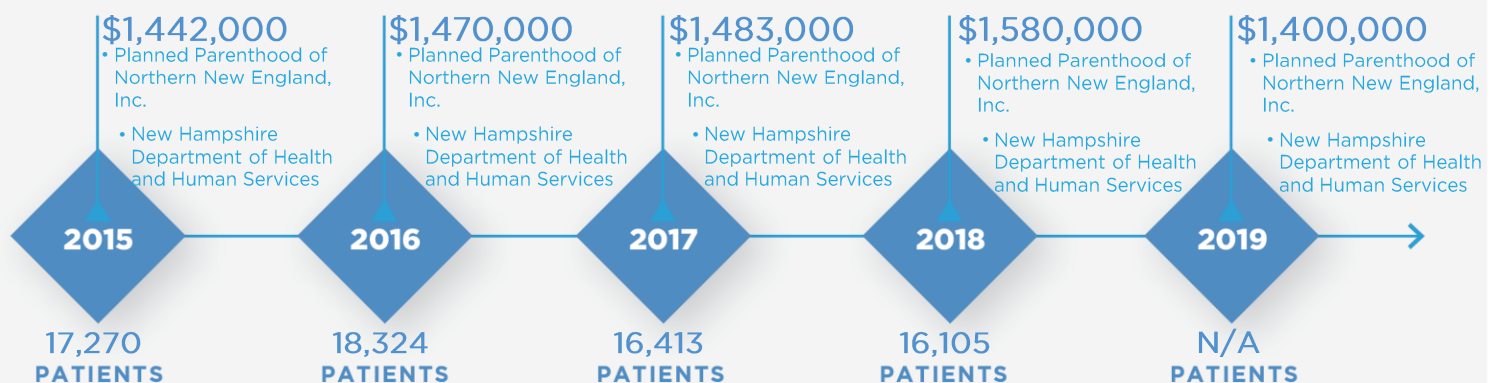 $1,442,000
• Planned Parenthood of
Northern New England,
Inc.
• New Hampshire
Department of Health
and Human Services
2015
17,270
PATIENTS
$1,470,000
• Planned Parenthood of
Northern New England,
Inc.
• New Hampshire
Department of Health
and Human Services
2016
18,324
PATIENTS
$1,483,000
• Planned Parenthood of
Northern New England,
Inc.
• New Hampshire
Department of Health
and Human Services
2017
16,413
PATIENTS
$1,580,000
• Planned Parenthood of
Northern New England,
Inc.
• New Hampshire
Department of Health
and Human Services
2018
16,105
PATIENTS
$1,400,000
• Planned Parenthood of
Northern New England,
Inc.
• New Hampshire
Department of Health
and Human Services
2019
N/A
PATIENTS